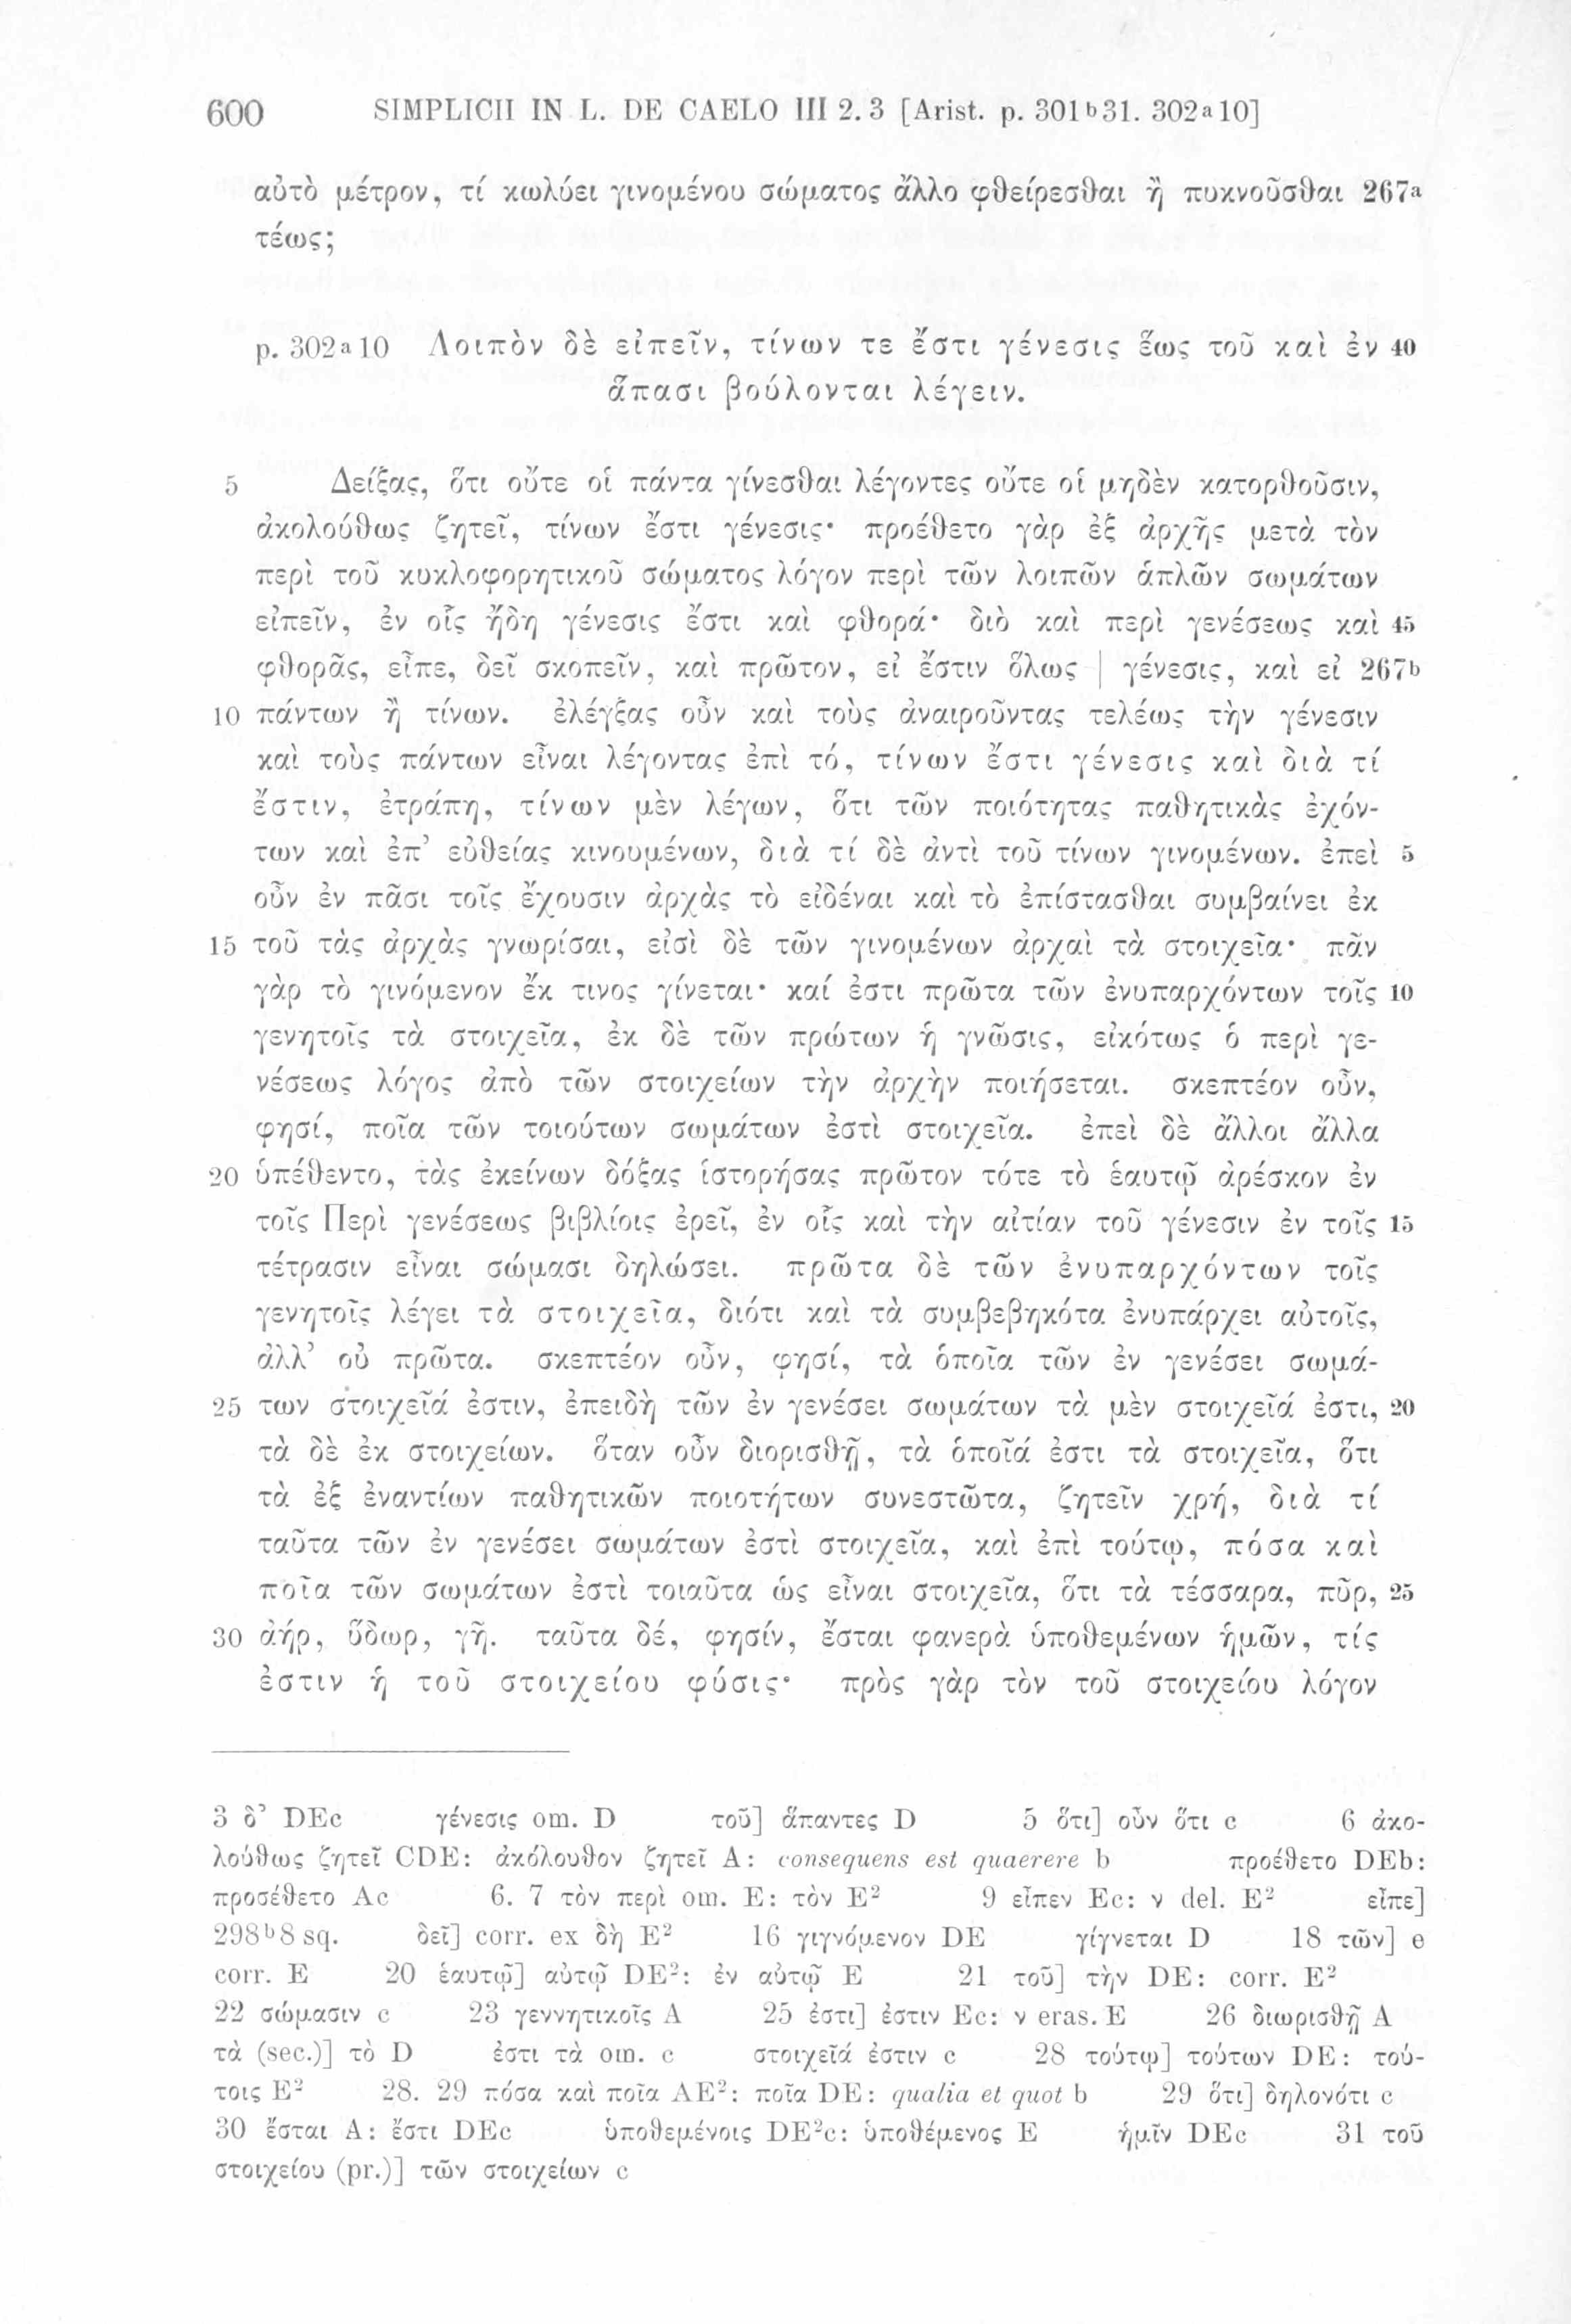 600 SIMPLICII IN L. DE CAELO III 2. 3 [Arist. p. 301ᵇ31. 302ᵃ10]
αὐτὸ μέτρον, τί κωλύει γινομένου σώματος ἄλλο φθείρεσθαι ἢ πυκνοῦσθαι 267ᵃ
τέως;
p. 302ᵃ10 Λοιπὸν δὲ εἰπεῖν, τίνων τε ἔστι γένεσις ἕως τοῦ καὶ ἐν 40
ἅπασι βούλονται λέγειν.
5 Δείξας, ὅτι οὔτε οἱ πάντα γίνεσθαι λέγοντες οὔτε οἱ μηδὲν κατορθοῦσιν,
ἀκολούθως ζητεῖ, τίνων ἔστι γένεσις· προέθετο γὰρ ἐξ ἀρχῆς μετὰ τὸν
περὶ τοῦ κυκλοφορητικοῦ σώματος λόγον περὶ τῶν λοιπῶν ἁπλῶν σωμάτων
εἰπεῖν, ἐν οἷς ἤδη γένεσις ἔστι καὶ φθορά· διὸ καὶ περὶ γενέσεως καὶ 45
φθορᾶς, εἶπε, δεῖ σκοπεῖν, καὶ πρῶτον, εἰ ἔστιν ὅλως | γένεσις, καὶ εἰ 267ᵇ
10 πάντων ἢ τίνων. ἐλέγξας οὖν καὶ τοὺς ἀναιροῦντας τελέως τὴν γένεσιν
καὶ τοὺς πάντων εἶναι λέγοντας ἐπὶ τό, τίνων ἔστι γένεσις καὶ διὰ τί
ἔστιν, ἐτράπη, τίνων μὲν λέγων, ὅτι τῶν ποιότητας παθητικὰς ἐχόν-
των καὶ ἐπ’ εὐθείας κινουμένων, διὰ τί δὲ ἀντὶ τοῦ τίνων γινομένων. ἐπεὶ 5
οὖν ἐν πᾶσι τοῖς ἔχουσιν ἀρχὰς τὸ εἰδέναι καὶ τὸ ἐπίστασθαι συμβαίνει ἐκ
15 τοῦ τὰς ἀρχὰς γνωρίσαι, εἰσὶ δὲ τῶν γινομένων ἀρχαὶ τὰ στοιχεῖα· πᾶν
γὰρ τὸ γινόμενον ἔκ τινος γίνεται· καί ἐστι πρῶτα τῶν ἐνυπαρχόντων τοῖς 10
γενητοῖς τὰ στοιχεῖα, ἐκ δὲ τῶν πρώτων ἡ γνῶσις, εἰκότως ὁ περὶ γε-
νέσεως λόγος ἀπὸ τῶν στοιχείων τὴν ἀρχὴν ποιήσεται. σκεπτέον οὖν,
φησί, ποῖα τῶν τοιούτων σωμάτων ἐστὶ στοιχεῖα. ἐπεὶ δὲ ἄλλοι ἄλλα
20 ὑπέθεντο, τὰς ἐκείνων δόξας ἱστορήσας πρῶτον τότε τὸ ἑαυτῷ ἀρέσκον ἐν
τοῖς Περὶ γενέσεως βιβλίοις ἐρεῖ, ἐν οἷς καὶ τὴν αἰτίαν τοῦ γένεσιν ἐν τοῖς 15
τέτρασιν εἶναι σώμασι δηλώσει. πρῶτα δὲ τῶν ἐνυπαρχόντων τοῖς
γενητοῖς λέγει τὰ στοιχεῖα, διότι καὶ τὰ συμβεβηκότα ἐνυπάρχει αὐτοῖς,
ἀλλ’ οὐ πρῶτα. σκεπτέον οὖν, φησί, τὰ ὁποῖα τῶν ἐν γενέσει σωμά-
25 των στοιχεῖά ἐστιν, ἐπειδὴ τῶν ἐν γενέσει σωμάτων τὰ μὲν στοιχεῖά ἐστι, 20
τὰ δὲ ἐκ στοιχείων. ὅταν οὖν διορισθῇ, τὰ ὁποῖά ἐστι τὰ στοιχεῖα, ὅτι
τὰ ἐξ ἐναντίων παθητικῶν ποιοτήτων συνεστῶτα, ζητεῖν χρή, διὰ τί
ταῦτα τῶν ἐν γενέσει σωμάτων ἐστὶ στοιχεῖα, καὶ ἐπὶ τούτῳ, πόσα καὶ
ποῖα τῶν σωμάτων ἐστὶ τοιαῦτα ὡς εἶναι στοιχεῖα, ὅτι τὰ τέσσαρα, πῦρ, 25
30 ἀήρ, ὕδωρ, γῆ. ταῦτα δέ, φησίν, ἔσται φανερὰ ὑποθεμένων ἡμῶν, τίς
ἐστιν ἡ τοῦ στοιχείου φύσις· πρὸς γὰρ τὸν τοῦ στοιχείου λόγον
3 δ’ DEc γένεσις om. D τοῦ] ἅπαντες D 5 ὅτι] οὖν ὅτι c 6 ἀκο-
λούθως ζητεῖ CDE: ἀκόλουθον ζητεῖ A: consequens est quaerere b προέθετο DEb:
προσέθετο Ac 6. 7 τὸν περὶ om. E: τὸν E² 9 εἶπεν Ec: ν del. E² εἶπε]
298ᵇ8 sq. δεῖ] corr. ex δὴ E² 16 γιγνόμενον DE γίγνεται D 18 τῶν] e
corr. E 20 ἑαυτῷ] αὐτῷ DE²: ἐν αὐτῷ E 21 τοῦ] τὴν DE: corr. E²
22 σώμασιν c 23 γεννητικοῖς A 25 ἐστι] ἐστιν Ec: ν eras. E 26 διωρισθῇ A
τὰ (sec.)] τὸ D ἐστι τὰ om. c στοιχεῖά ἐστιν c 28 τούτῳ] τούτων DE: τού-
τοις E² 28. 29 πόσα καὶ ποῖα AE²: ποῖα DE: qualia et quot b 29 ὅτι] δηλονότι c
30 ἔσται A: ἔστι DEc ὑποθεμένοις DE²c: ὑποθέμενος E ἡμῖν DEc 31 τοῦ
στοιχείου (pr.)] τῶν στοιχείων c